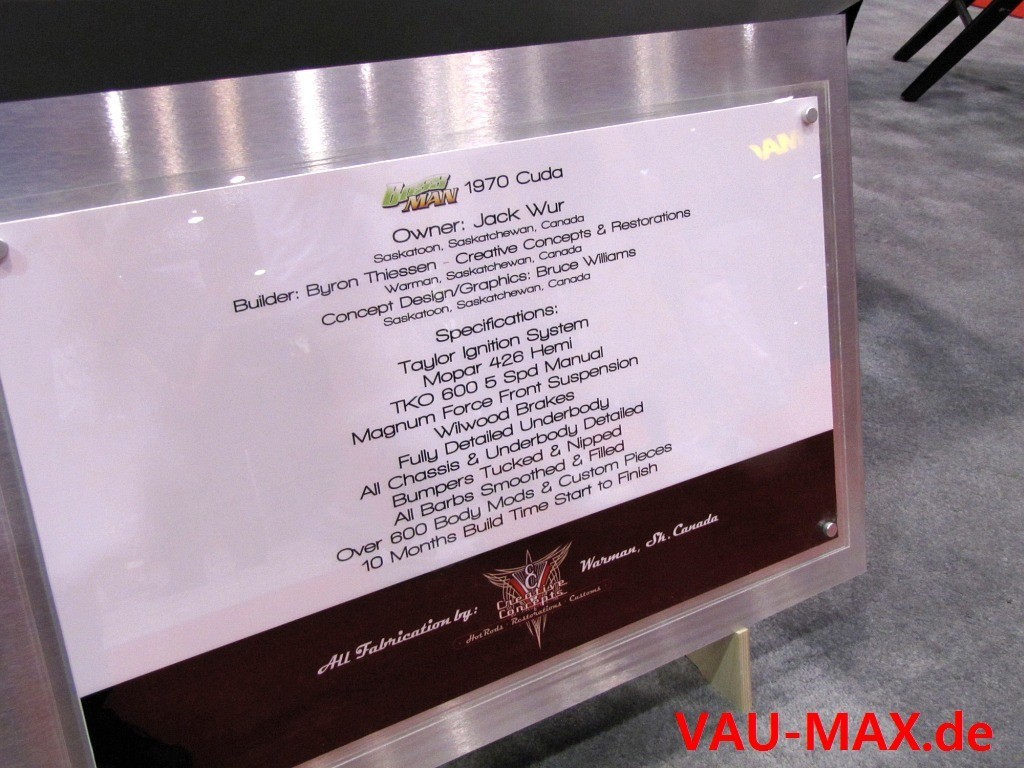 MAN 1970 Cuda
Owner: Jack Wur
Saskatoon, Saskatchewan, Canada
Builder: Byron Thiessen - Creative Concepts & Restorations
Warman, Saskatchewan, Canada
Concept Design/Graphics: Bruce Williams
Saskatoon, Saskatchewan, Canada
Specifications:
Taylor Ignition System
Mopar 426 Hemi
TKO 600 5 Spd Manual
Magnum Force Front Suspension
Wilwood Brakes
Fully Detailed Underbody
All Chassis & Underbody Detailed
Bumpers Tucked & Nipped
All Barbs Smoothed & Filled
Over 600 Body Mods & Custom Pieces
10 Months Build Time Start to Finish
All Fabrication by: Creative Concepts Warman, Sk. Canada
Hot Rods - Restorations - Customs
VAU-MAX.de